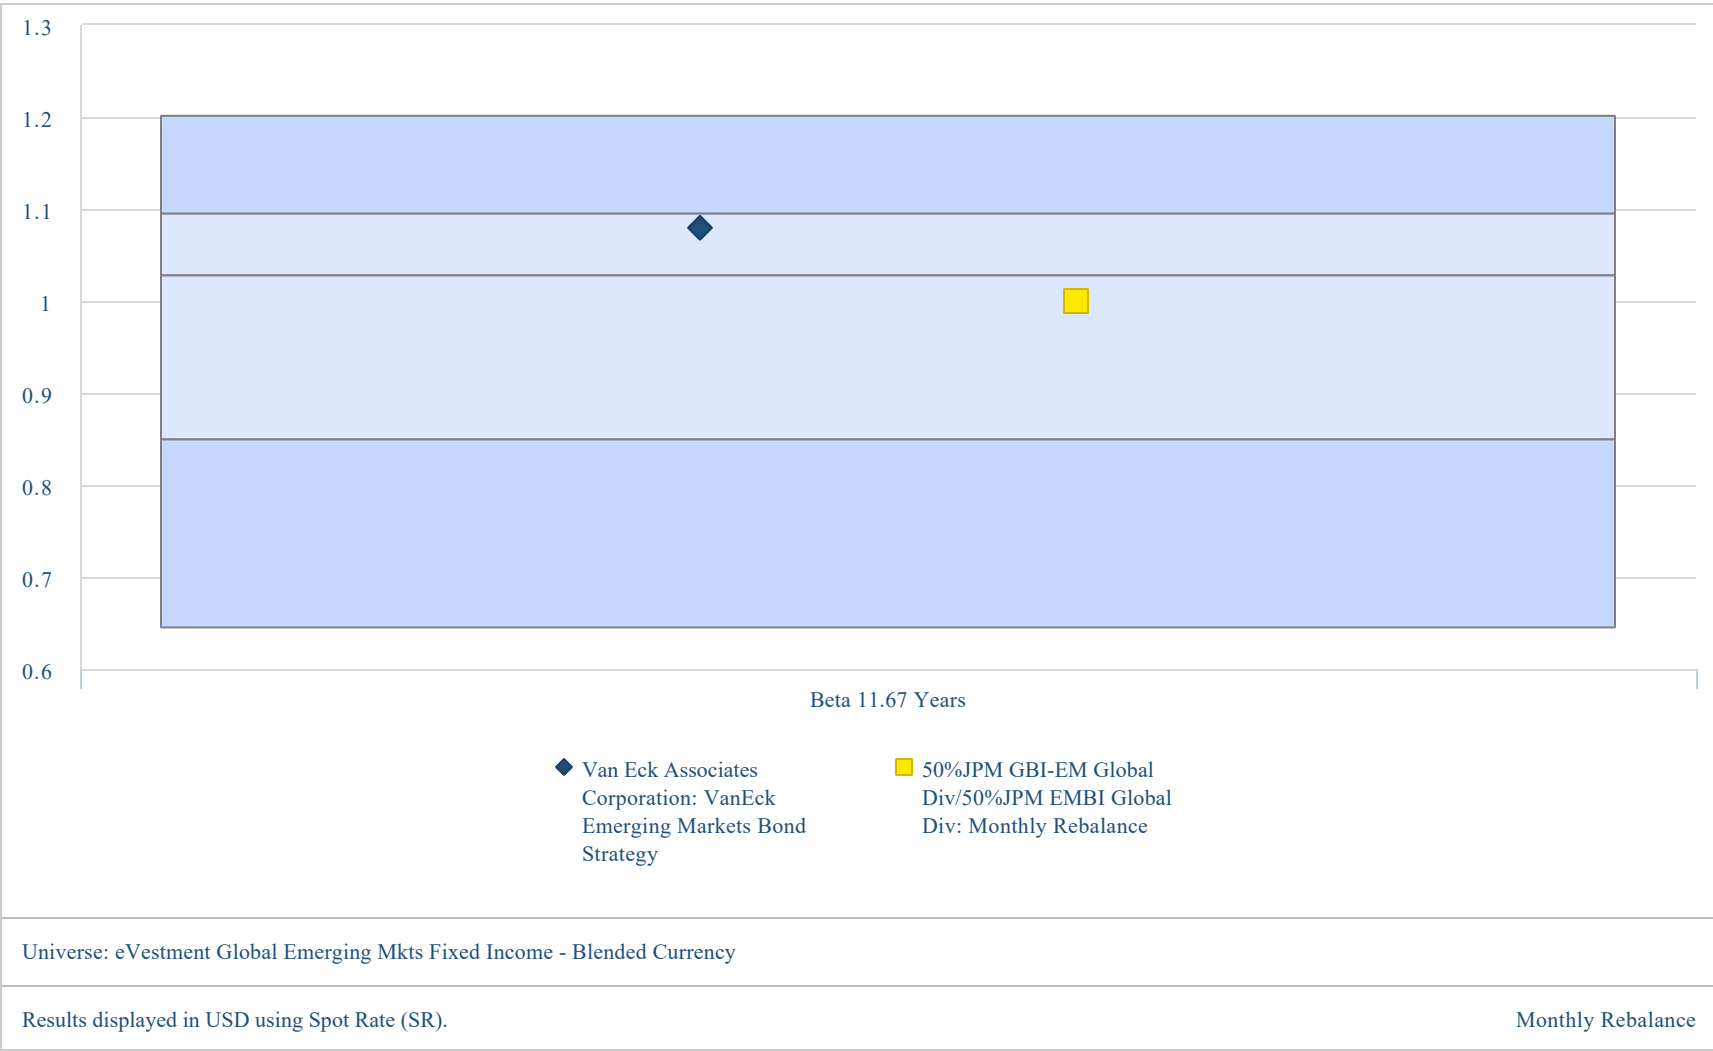 1.3
1.2
1.1
1
0.9
0.8
0.7
0.6
Beta 11.67 Years
Van Eck Associates
Corporation: VanEck
Emerging Markets Bond
Strategy
50%JPM GBI-EM Global
Div/50%JPM EMBI Global
Div: Monthly Rebalance
Universe: eVestment Global Emerging Mkts Fixed Income - Blended Currency
Results displayed in USD using Spot Rate (SR).
Monthly Rebalance